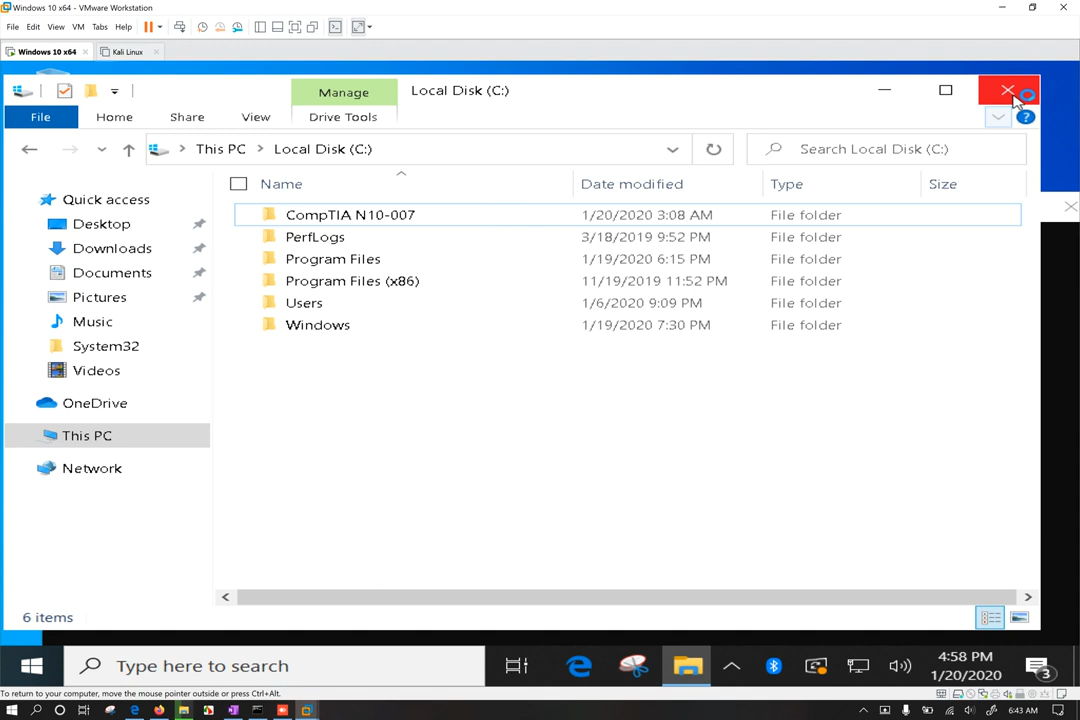 Windows 10 x64 - VMware Workstation
File Edit View VM Tabs Help
Windows 10 x64 Kali Linux
Manage Local Disk (C:)
File Home Share View Drive Tools
This PC Local Disk (C:) Search Local Disk (C:)
Name Date modified Type Size
Quick access
Desktop
Downloads
Documents
Pictures
Music
System32
Videos
OneDrive
This PC
Network
CompTIA N10-007 1/20/2020 3:08 AM File folder
PerfLogs 3/18/2019 9:52 PM File folder
Program Files 1/19/2020 6:15 PM File folder
Program Files (x86) 11/19/2019 11:52 PM File folder
Users 1/6/2020 9:09 PM File folder
Windows 1/19/2020 7:30 PM File folder
6 items
Type here to search
4:58 PM
1/20/2020
3
To return to your computer, move the mouse pointer outside or press Ctrl+Alt.
6:43 AM